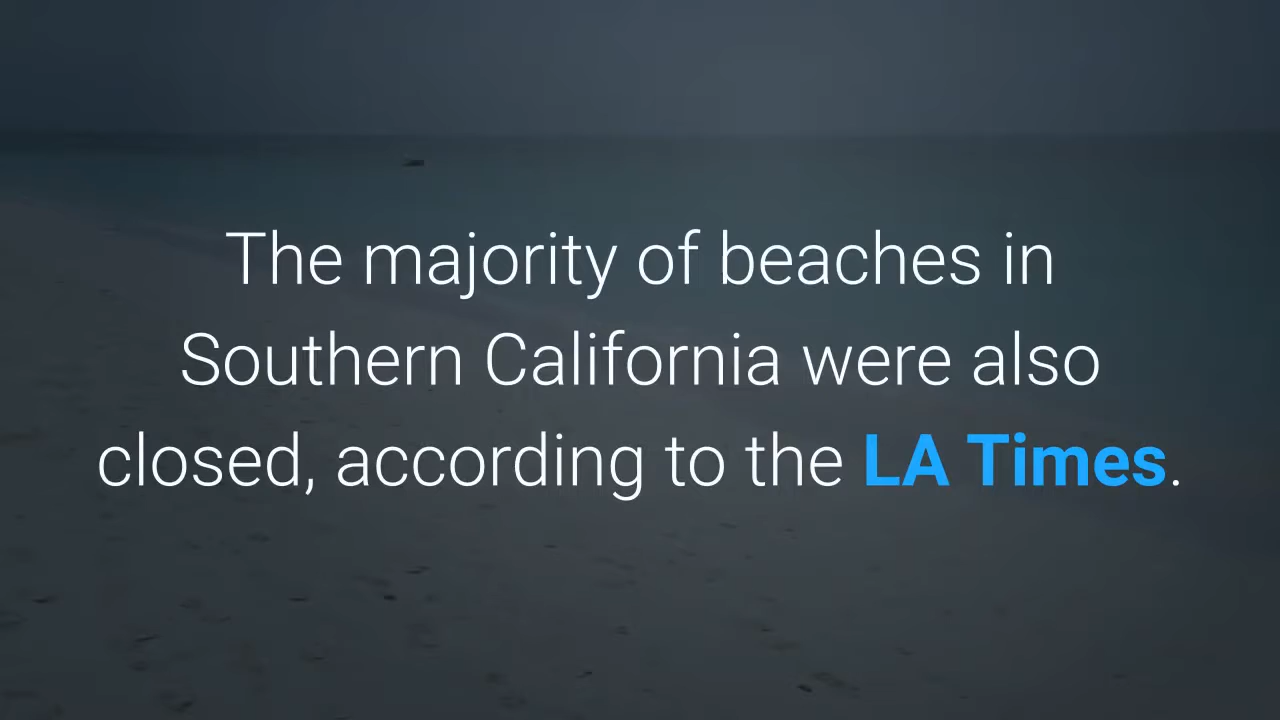 The majority of beaches in
Southern California were also
closed, according to the LA Times.